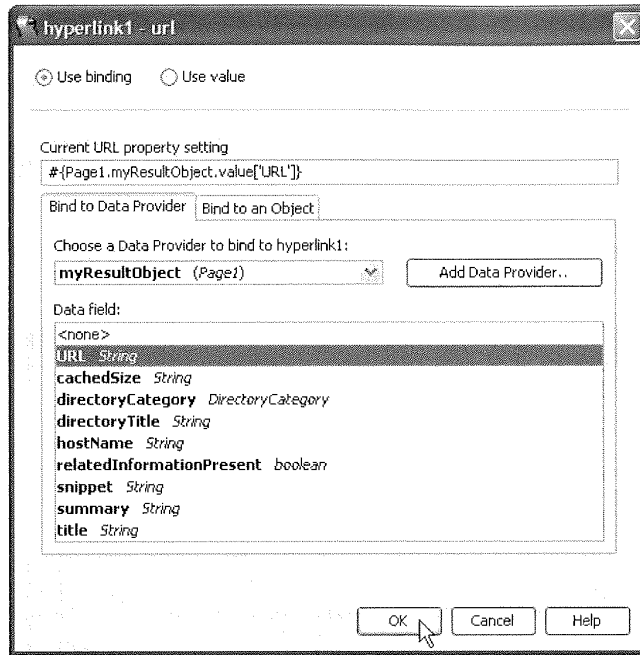 hyperlink1 - url
Use binding Use value
Current URL property setting
#{Page1.myResultObject.value['URL']}
Bind to Data Provider Bind to an Object
Choose a Data Provider to bind to hyperlink1:
myResultObject (Page1) Add Data Provider..
Data field:
<none>
URL String
cachedSize String
directoryCategory DirectoryCategory
directoryTitle String
hostName String
relatedInformationPresent boolean
snippet String
summary String
title String
OK Cancel Help